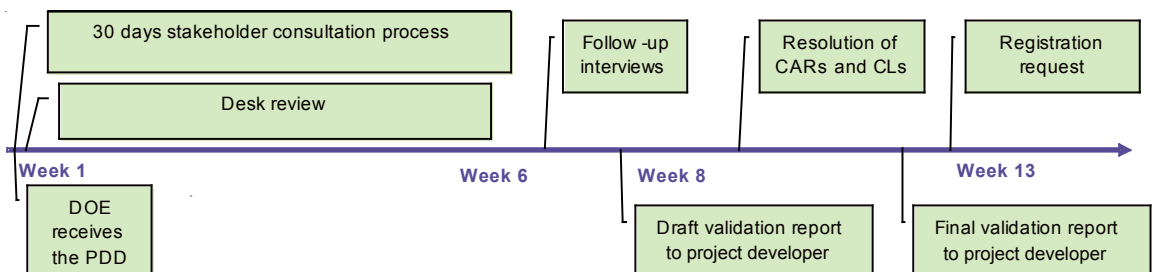 30 days stakeholder consultation process
Follow -up
interviews
Resolution of
CARs and CLs
Registration
request
Desk review
Week 1
Week 6
Week 8
Week 13
DOE
receives
the PDD
Draft validation report
to project developer
Final validation report
to project developer